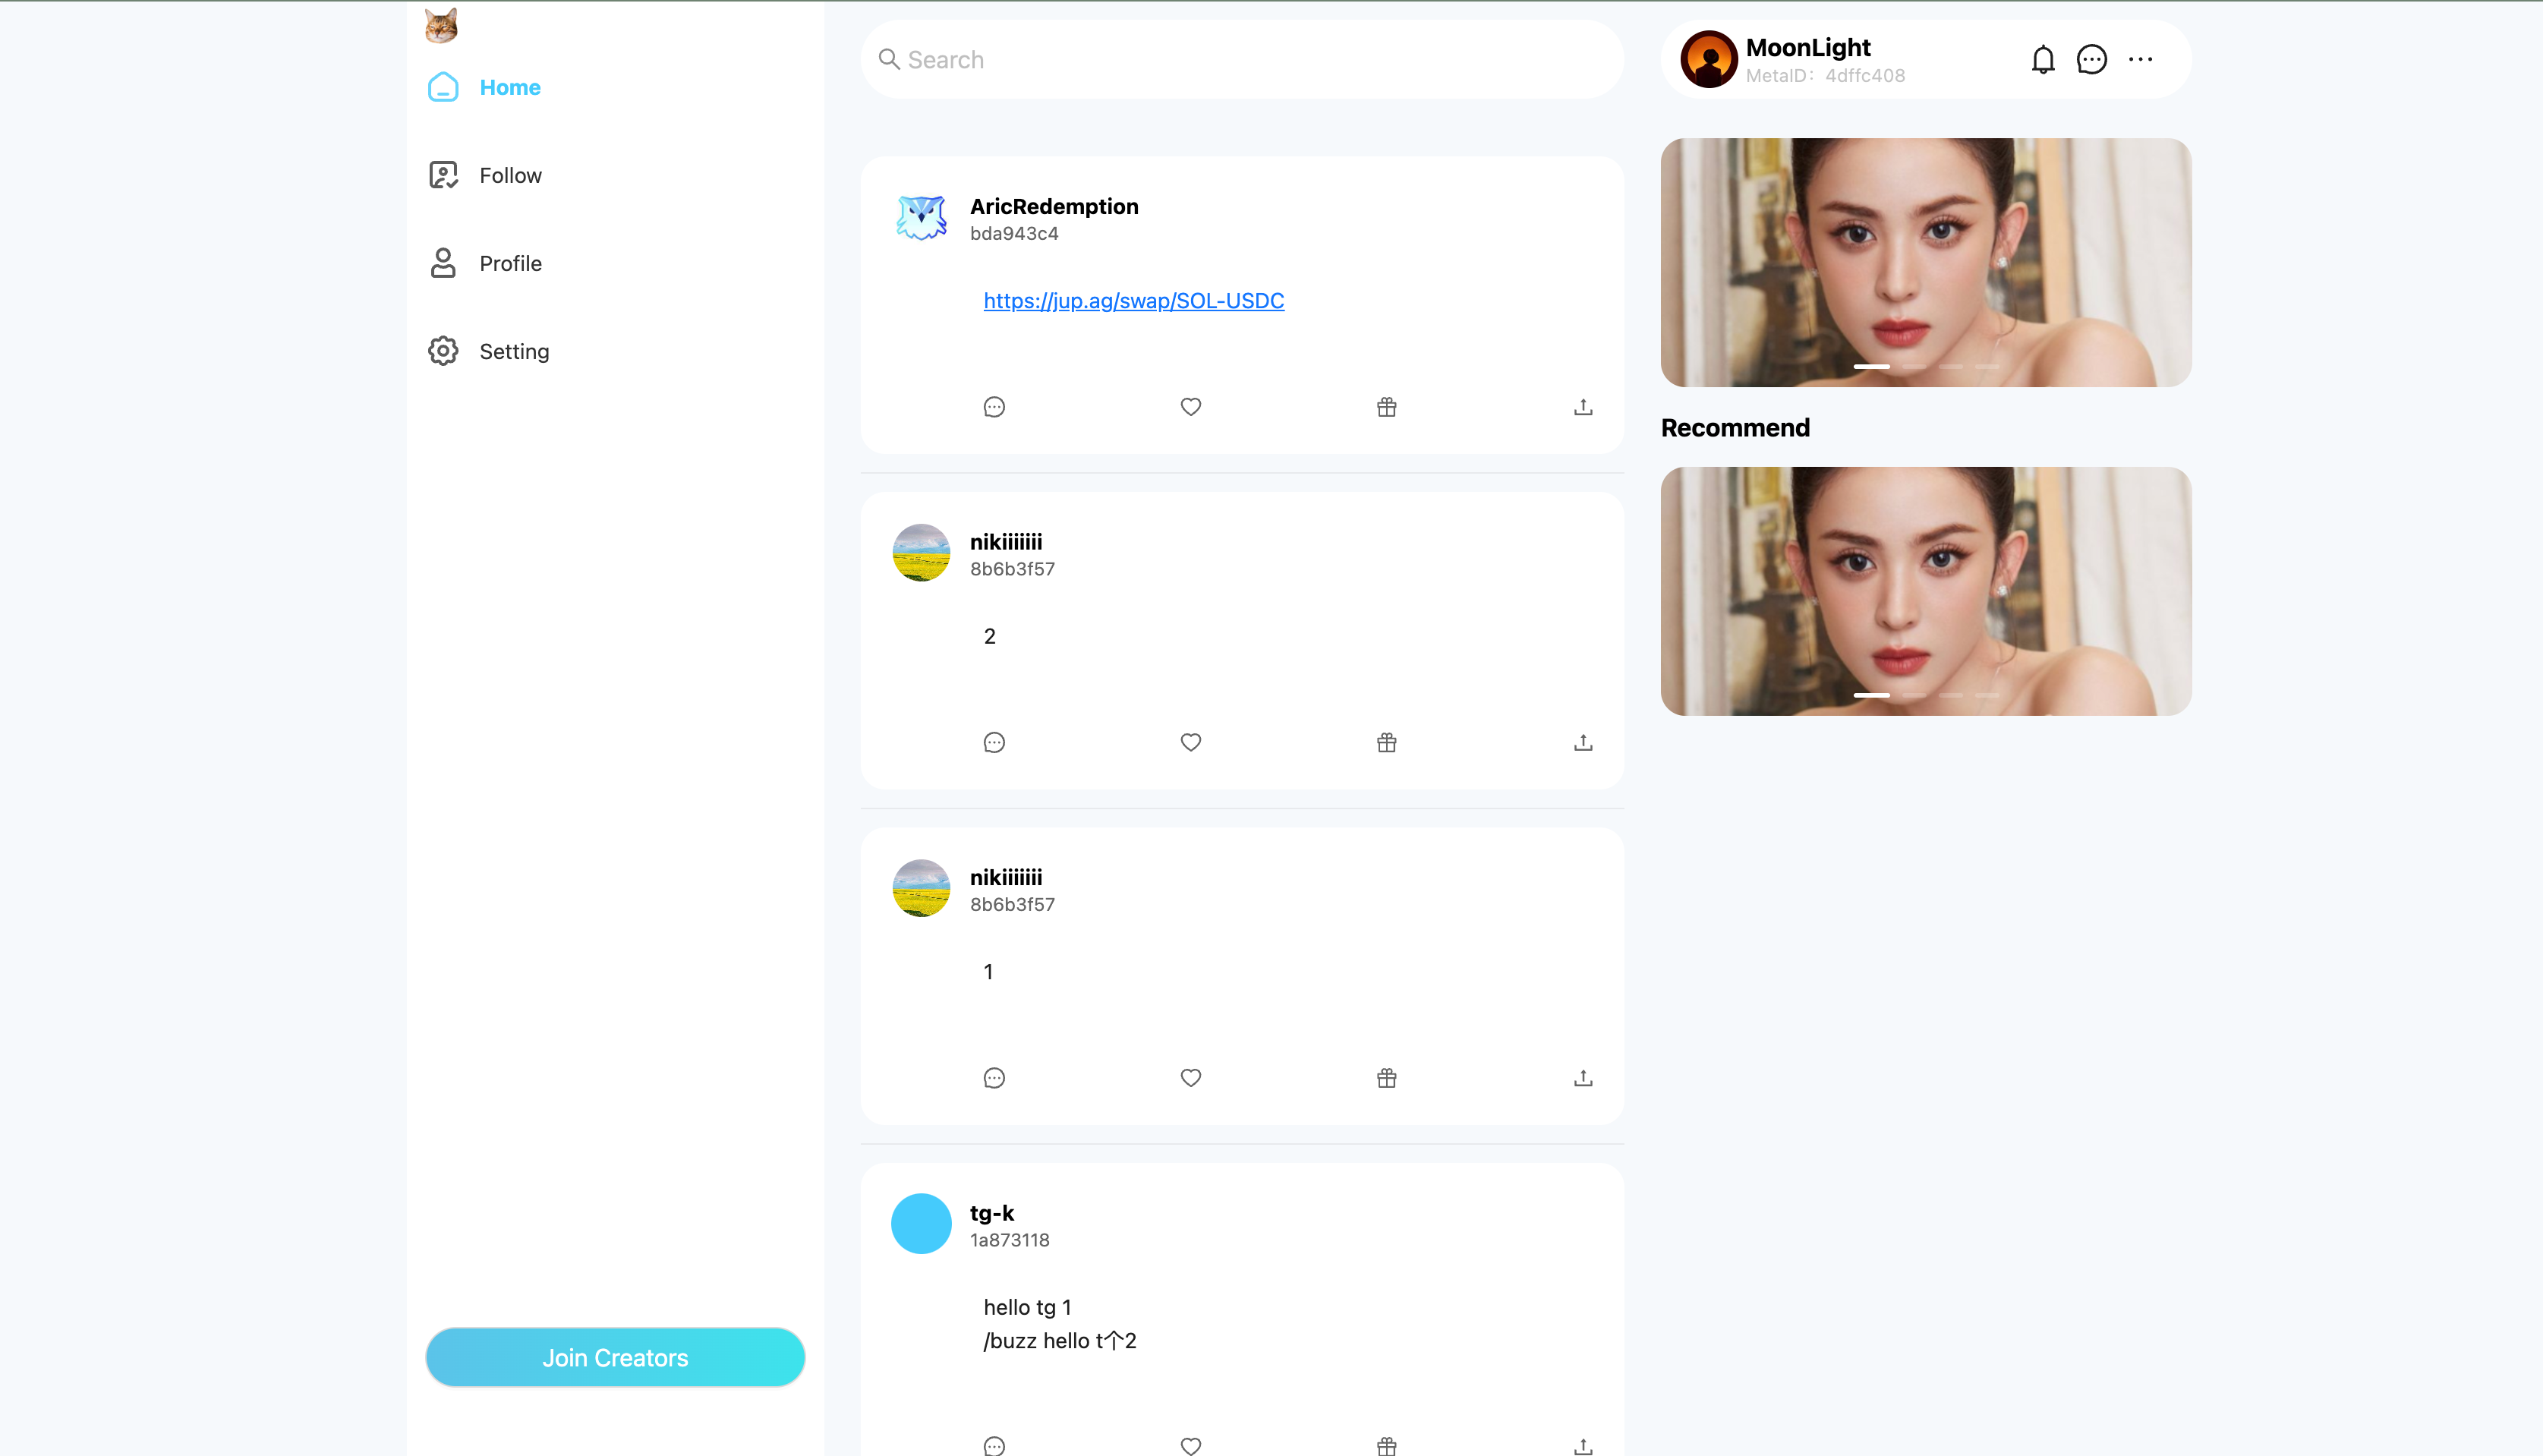 Home
Follow
Profile
Setting
Join Creators
Search
AricRedemption
bda943c4
https://jup.ag/swap/SOL-USDC
nikiiiiiii
8b6b3f57
2
nikiiiiiii
8b6b3f57
1
tg-k
1a873118
hello tg 1
/buzz hello t个2
MoonLight
MetaID: 4dffc408
Recommend